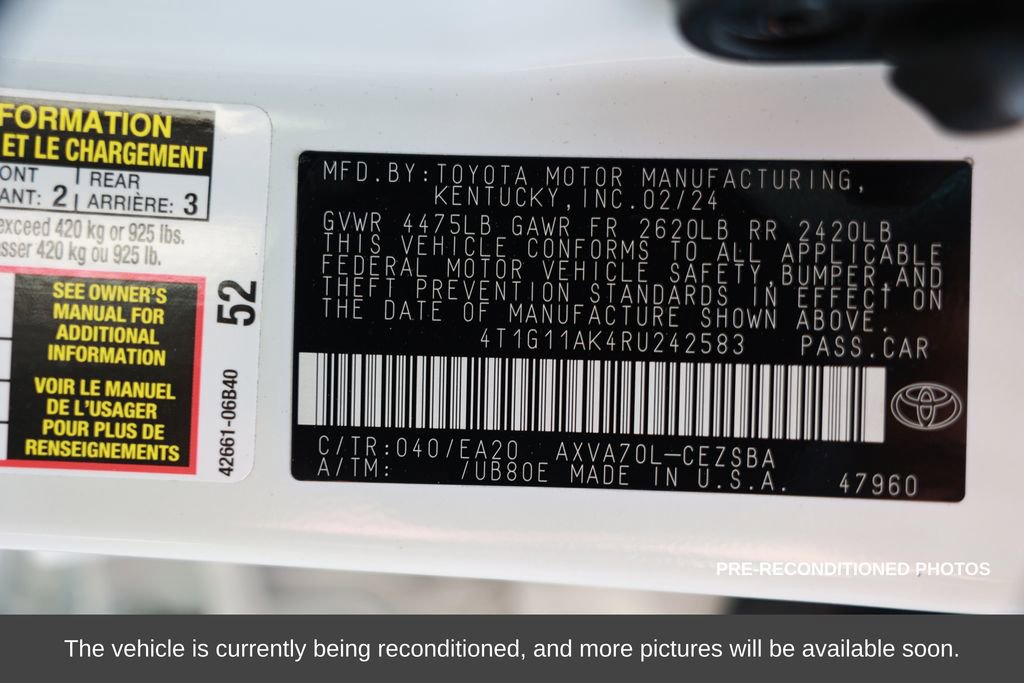 FORMATION
ET LE CHARGEMENT
ONT
REAR
ANT: 2
ARRIÈRE: 3
exceed 420 kg or 925 lbs.
sser 420 kg ou 925 lb.
SEE OWNER'S
MANUAL FOR
ADDITIONAL
INFORMATION
VOIR LE MANUEL
DE L'USAGER
POUR PLUS DE
RENSEIGNEMENTS
52
42661-06B40
MFD.BY:TOYOTA MOTOR MANUFACTURING,
KENTUCKY,INC.02/24
GVWR 4475LB GAWR FR 2620LB RR 2420LB
THIS VEHICLE CONFORMS TO ALL APPLICABLE
FEDERAL MOTOR VEHICLE SAFETY,BUMPER,AND
THEFT PREVENTION STANDARDS IN EFFECT ON
THE DATE OF MANUFACTURE SHOWN ABOVE.
4T1G11AK4RU242583 PASS.CAR
C/TR:040/EA20 AXVA70L-CEZSBA
A/TM: /UB80E MADE IN U.S.A. 47960
PRE-RECONDITIONED PHOTOS
The vehicle is currently being reconditioned, and more pictures will be available soon.